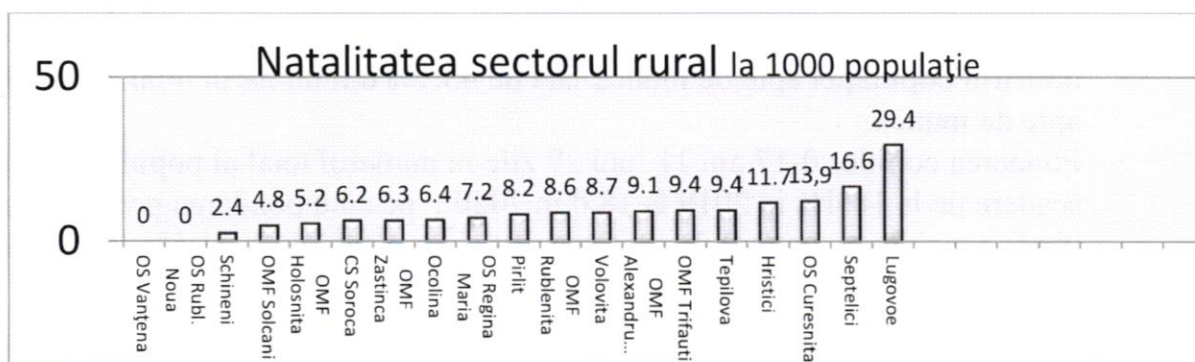 Natalitatea sectorul rural la 1000 populaţie
50
0
0
0
2.4
4.8
5.2
6.2
6.3
6.4
7.2
8.2
8.6
8.7
9.1
9.4
9.4
11.7
13,9
16.6
29.4
OS Vanţena
OS Rubl.
Noua
Schineni
OMF Solcani
Holosnita
OMF
CS Soroca
Zastinca
OMF
Ocolina
OS Regina
Maria
Pirlit
Rublenita
OMF
Volovita
Alexandru...
OMF
OMF Trifauti
Tepilova
Hristici
OS Curesnita
Septelici
Lugovoe